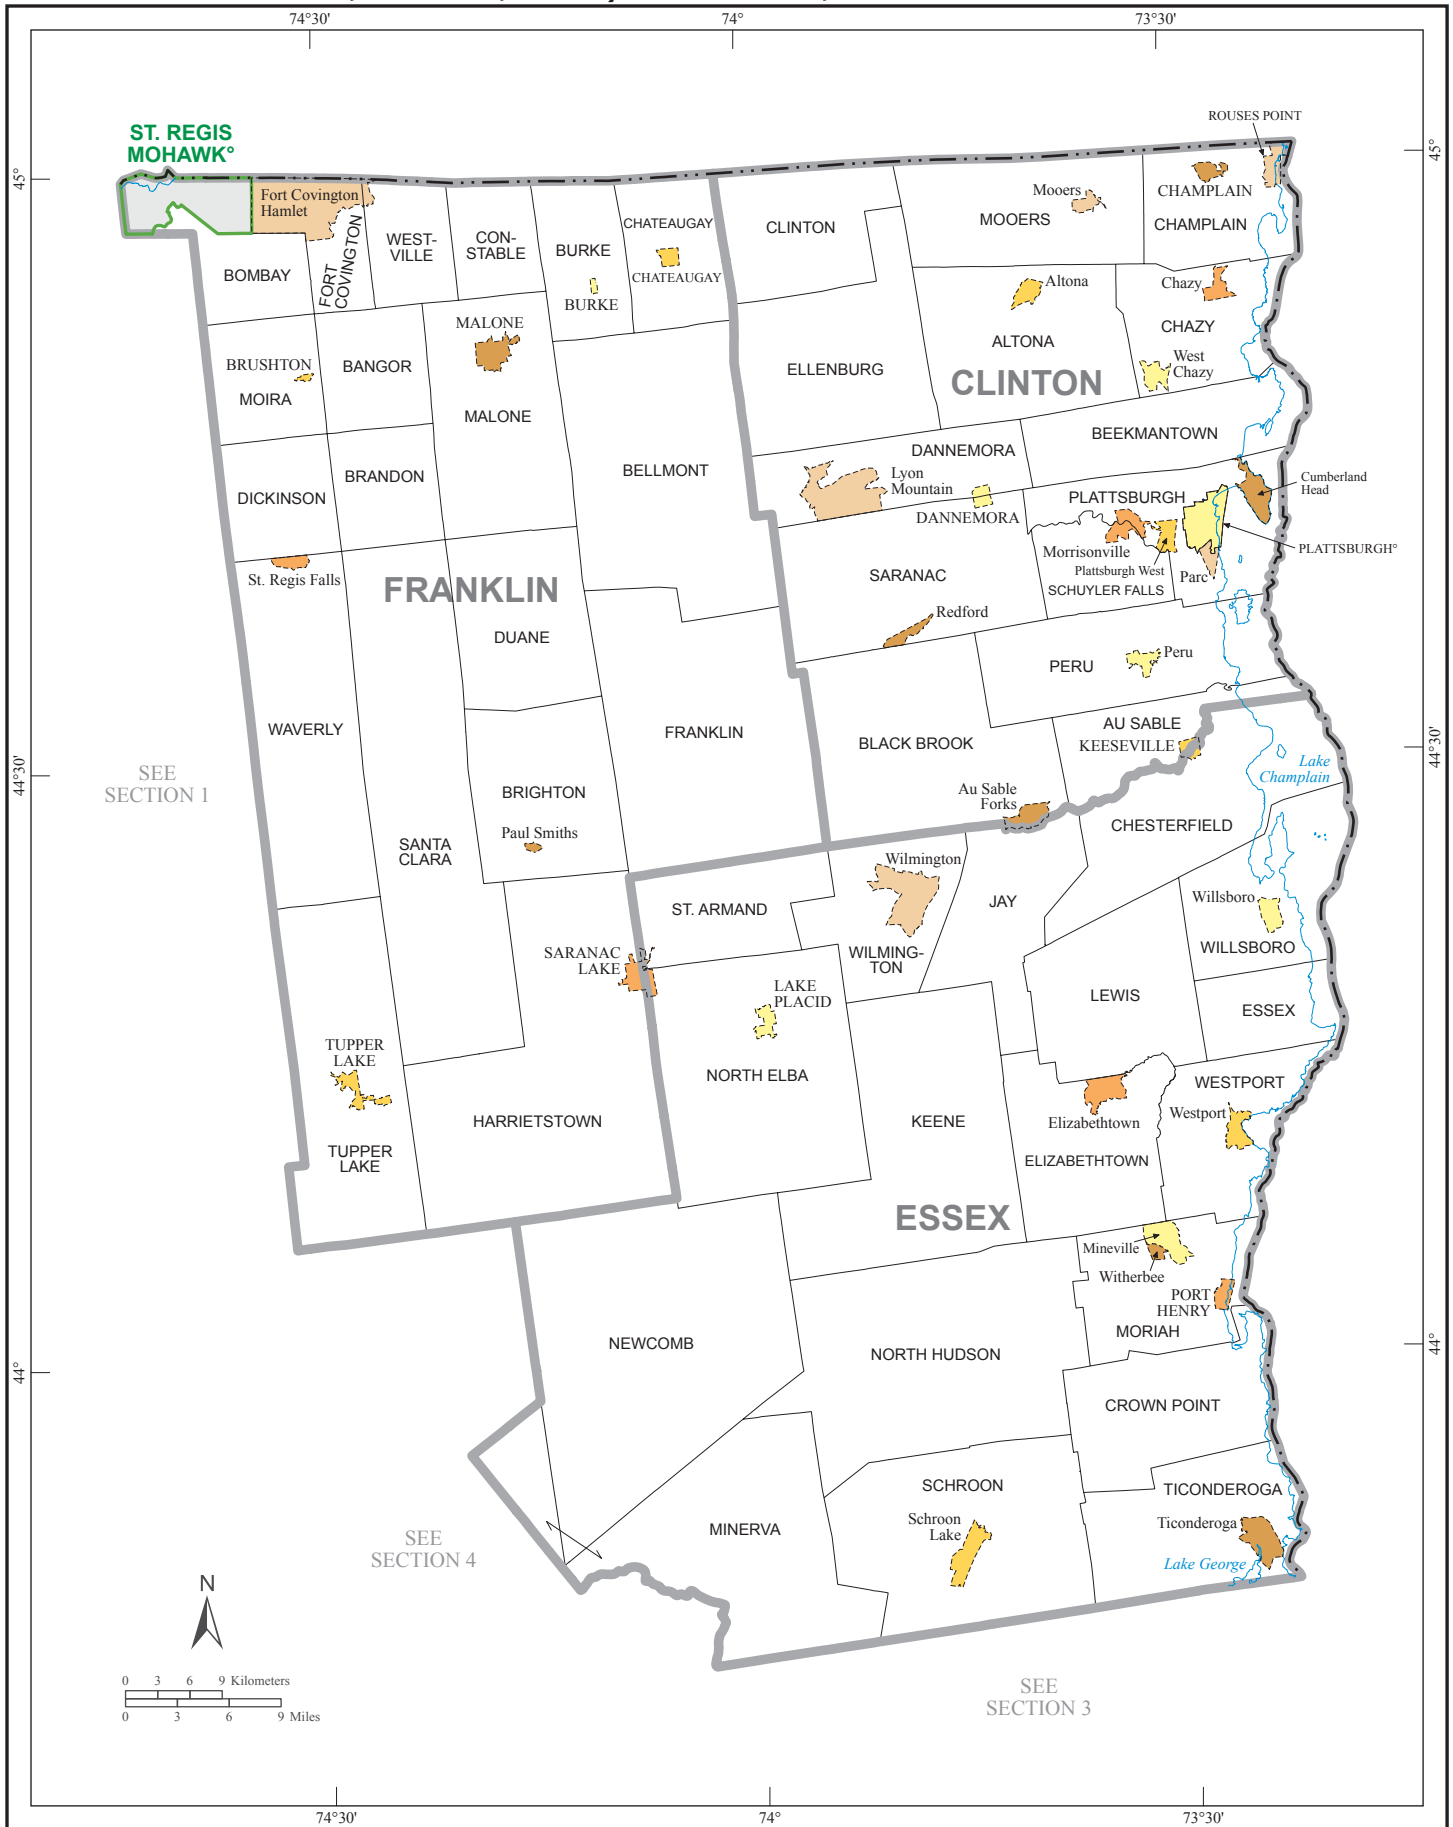 74°30'
74°
73°30'
ROUSES POINT
ST. REGIS
MOHAWK°
45°
45°
Fort Covington
Hamlet
Mooers
MOOERS
CHAMPLAIN
CHAMPLAIN
CLINTON
CHATEAUGAY
CHATEAUGAY
BURKE
BURKE
CON-
STABLE
WEST-
VILLE
FORT
COVINGTON
BOMBAY
Altona
ALTONA
Chazy
CHAZY
West
Chazy
MALONE
MALONE
BRUSHTON
MOIRA
BANGOR
ELLENBURG
CLINTON
BEEKMANTOWN
DANNEMORA
Lyon
Mountain
DANNEMORA
BELLMONT
BRANDON
DICKINSON
PLATTSBURGH
Cumberland
Head
PLATTSBURGH°
Morrisonville
Plattsburgh West
Parc
SCHUYLER FALLS
SARANAC
St. Regis Falls
FRANKLIN
Redford
DUANE
PERU
Peru
WAVERLY
FRANKLIN
BLACK BROOK
AU SABLE
KEESEVILLE
Lake
Champlain
44°30'
44°30'
SEE
SECTION 1
BRIGHTON
Paul Smiths
Au Sable
Forks
CHESTERFIELD
SANTA
CLARA
Wilmington
WILMING-
TON
ST. ARMAND
JAY
Willsboro
WILLSBORO
SARANAC
LAKE
LAKE
PLACID
LEWIS
ESSEX
TUPPER
LAKE
NORTH ELBA
WESTPORT
Westport
HARRIETSTOWN
KEENE
Elizabethtown
ELIZABETHTOWN
TUPPER
LAKE
ESSEX
Mineville
Witherbee
PORT
HENRY
MORIAH
NEWCOMB
NORTH HUDSON
44°
44°
CROWN POINT
SCHROON
TICONDEROGA
Schroon
Lake
Ticonderoga
MINERVA
SEE
SECTION 4
Lake George
N
0 3 6 9 Kilometers
0 3 6 9 Miles
SEE
SECTION 3
74°30'
74°
73°30'